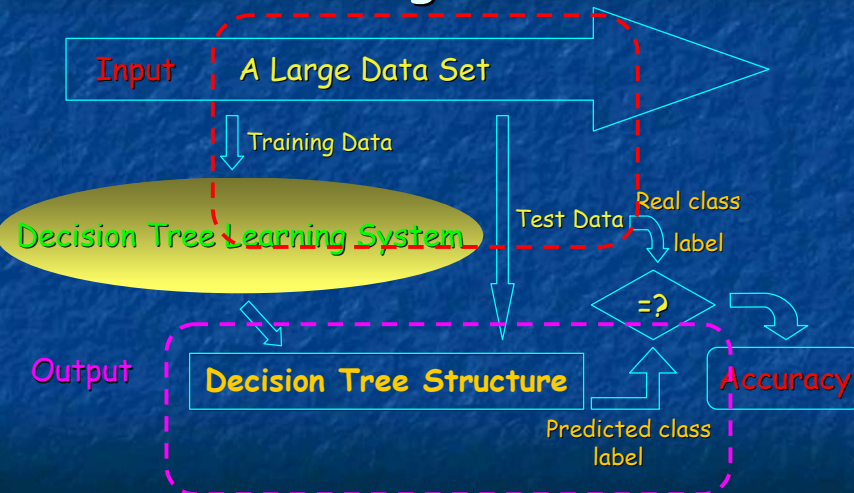 Input
A Large Data Set
Training Data
Test Data
Real class
label
Decision Tree Learning System
=?
Output
Decision Tree Structure
Accuracy
Predicted class
label